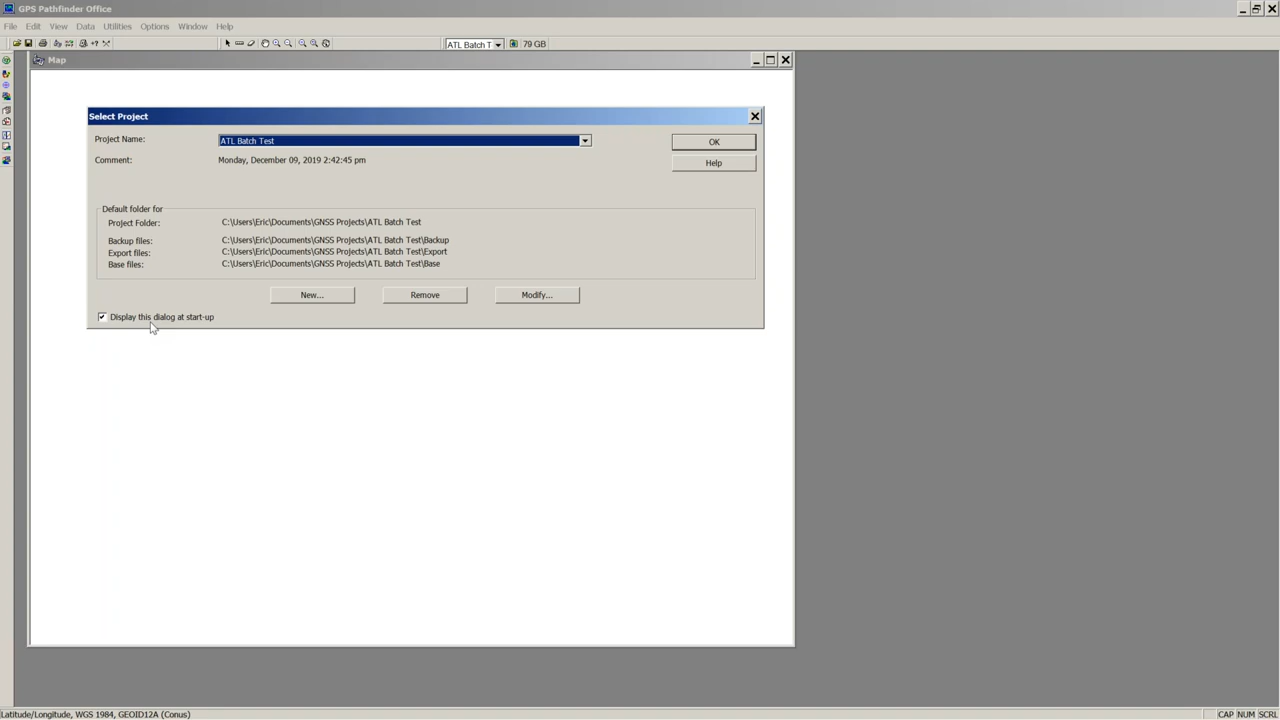 GPS Pathfinder Office
File Edit View Data Utilities Options Window Help
ATL Batch T 79 GB
Map
Select Project
Project Name: ATL Batch Test OK
Comment: Monday, December 09, 2019 2:42:45 pm Help
Default folder for
Project Folder: C:\Users\Eric\Documents\GNSS Projects\ATL Batch Test
Backup files: C:\Users\Eric\Documents\GNSS Projects\ATL Batch Test\Backup
Export files: C:\Users\Eric\Documents\GNSS Projects\ATL Batch Test\Export
Base files: C:\Users\Eric\Documents\GNSS Projects\ATL Batch Test\Base
New... Remove Modify...
Display this dialog at start-up
Latitude/Longitude, WGS 1984, GEOID12A (Conus) CAP NUM SCRL